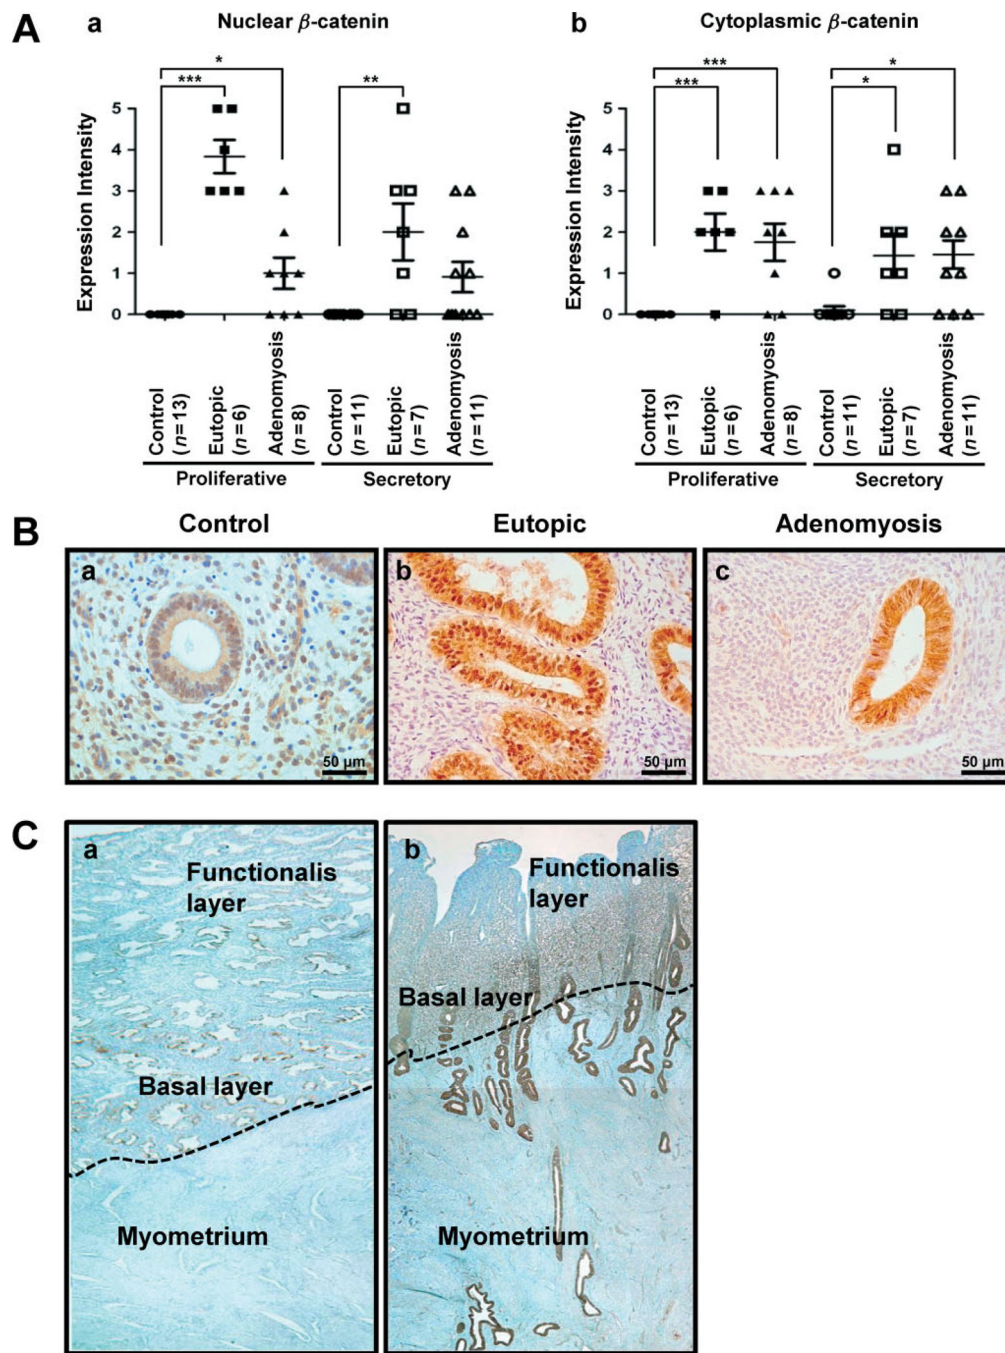 A
a
Nuclear β-catenin
*
***
**
Expression Intensity
5
4
3
2
1
0
Control
(n=13)
Eutopic
(n=6)
Adenomyosis
(n=8)
Control
(n=11)
Eutopic
(n=7)
Adenomyosis
(n=11)
Proliferative
Secretory
b
Cytoplasmic β-catenin
***
***
*
*
Expression Intensity
5
4
3
2
1
0
Control
(n=13)
Eutopic
(n=6)
Adenomyosis
(n=8)
Control
(n=11)
Eutopic
(n=7)
Adenomyosis
(n=11)
Proliferative
Secretory
B
Control
Eutopic
Adenomyosis
a
50 µm
b
50 µm
c
50 µm
C
a
Functionalis
layer
Basal layer
Myometrium
b
Functionalis
layer
Basal layer
Myometrium